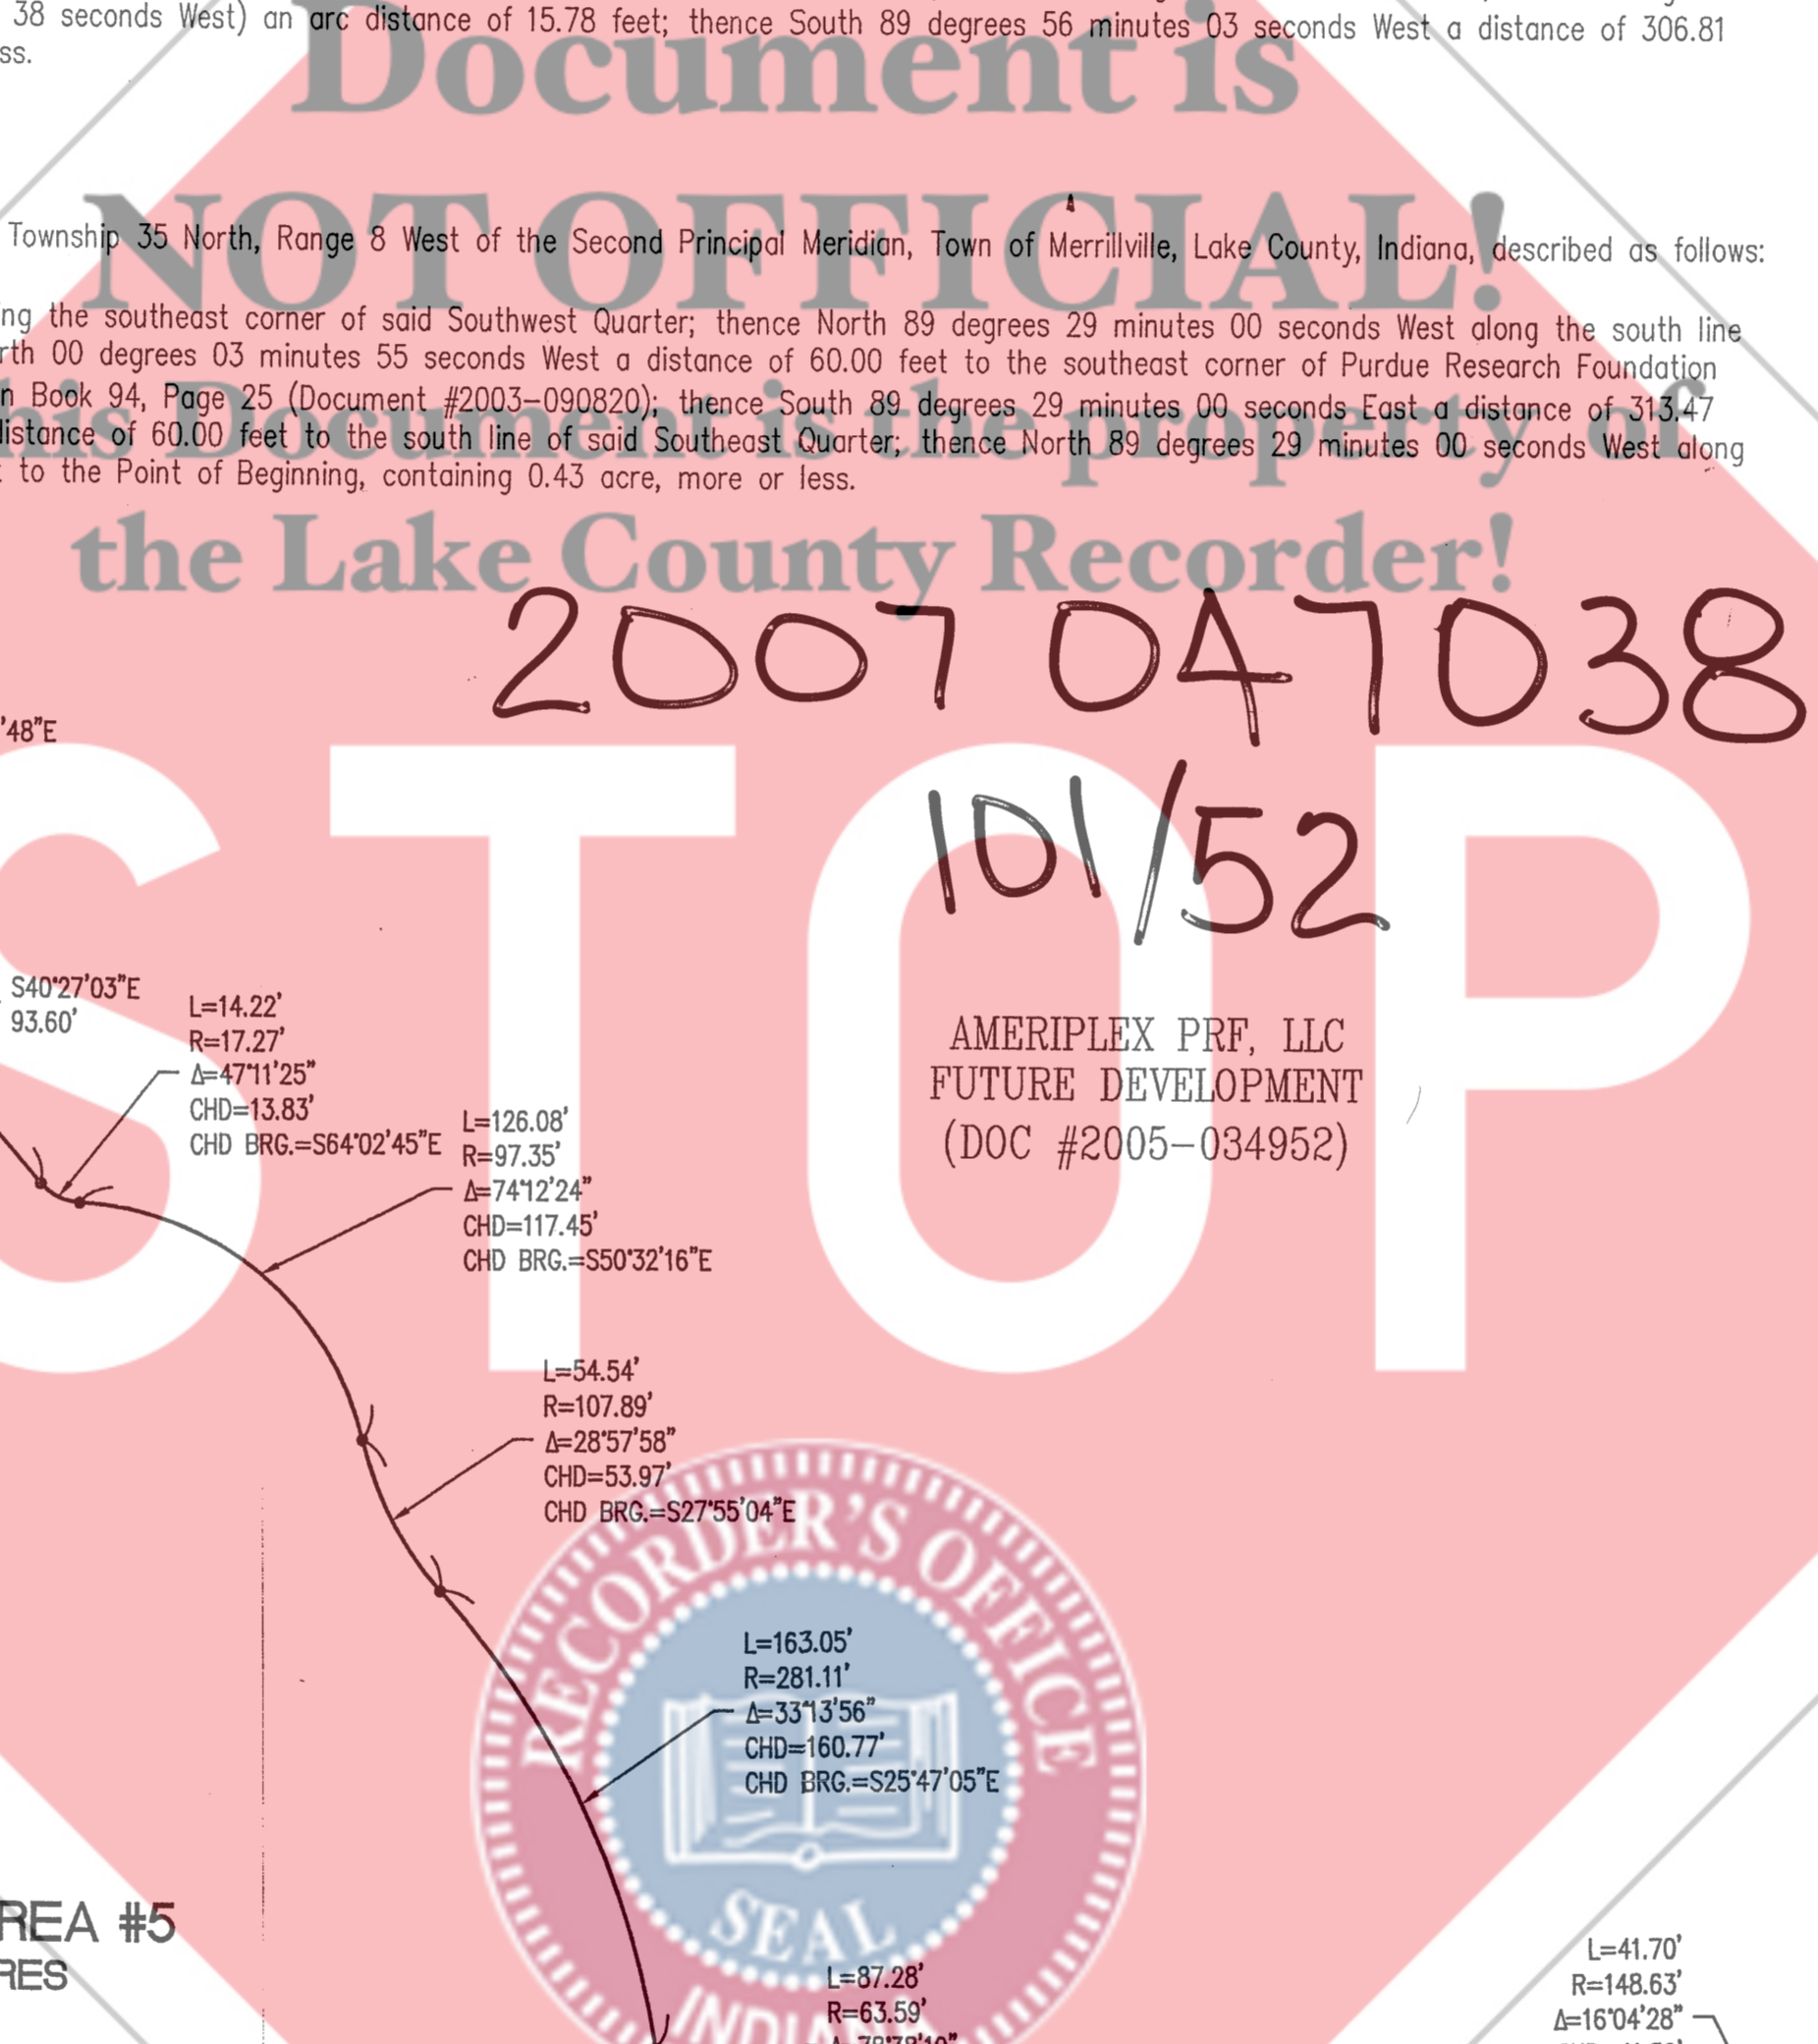 38 seconds West) an arc distance of 15.78 feet; thence South 89 degrees 56 minutes 03 seconds West a distance of 306.81
ss.
Document is
NOT OFFICIAL!
Township 35 North, Range 8 West of the Second Principal Meridian, Town of Merrillville, Lake County, Indiana, described as follows:
ng the southeast corner of said Southwest Quarter; thence North 89 degrees 29 minutes 00 seconds West along the south line
rth 00 degrees 03 minutes 55 seconds West a distance of 60.00 feet to the southeast corner of Purdue Research Foundation
n Book 94, Page 25 (Document #2003-090820); thence South 89 degrees 29 minutes 00 seconds East a distance of 313.47
his Document is the property of
distance of 60.00 feet to the south line of said Southeast Quarter; thence North 89 degrees 29 minutes 00 seconds West along
to the Point of Beginning, containing 0.43 acre, more or less.
the Lake County Recorder!
2007 047038
'48"E
STOP
101/52
S40°27'03"E
93.60'
L=14.22'
R=17.27'
Δ=47°11'25"
CHD=13.83'
CHD BRG.=S64°02'45"E
AMERIPLEX PRF, LLC
FUTURE DEVELOPMENT
(DOC #2005-034952)
L=126.08'
R=97.35'
Δ=74°12'24"
CHD=117.45'
CHD BRG.=S50°32'16"E
L=54.54'
R=107.89'
Δ=28°57'58"
CHD=53.97'
CHD BRG.=S27°55'04"E
RECORDER'S OFFICE
L=163.05'
R=281.11'
Δ=33°13'56"
CHD=160.77'
CHD BRG.=S25°47'05"E
SEAL
INDIANA
REA #5
RES
L=87.28'
R=63.59'
L=41.70'
R=148.63'
Δ=16°04'28"